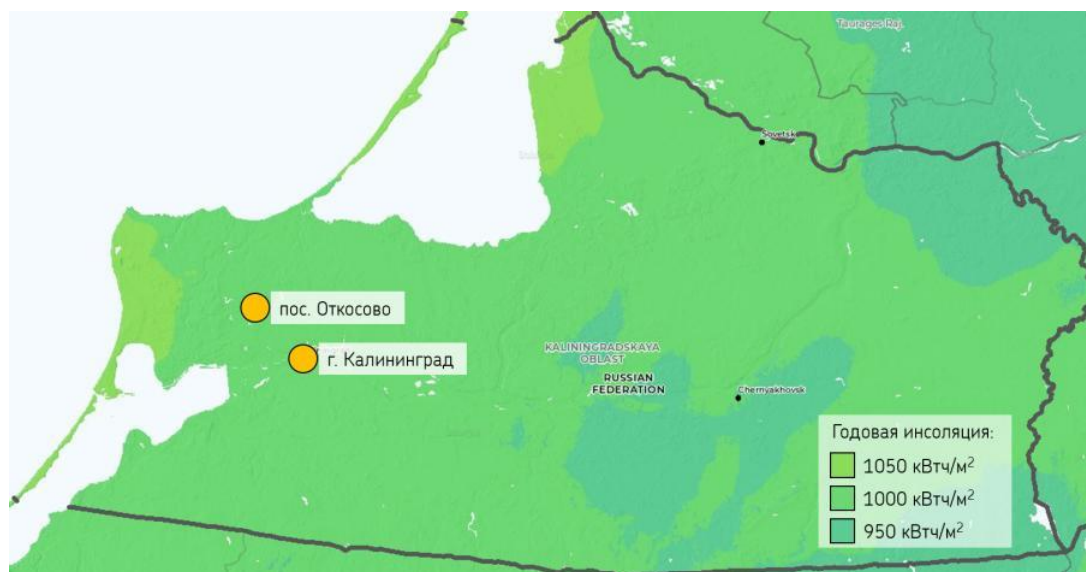 Taurages Raj.
Sovetsk
пос. Откосово
г. Калининград
KALININGRADSKAYA
OBLAST
RUSSIAN
FEDERATION
Chernyakhovsk
Годовая инсоляция:
1050 кВтч/м²
1000 кВтч/м²
950 кВтч/м²